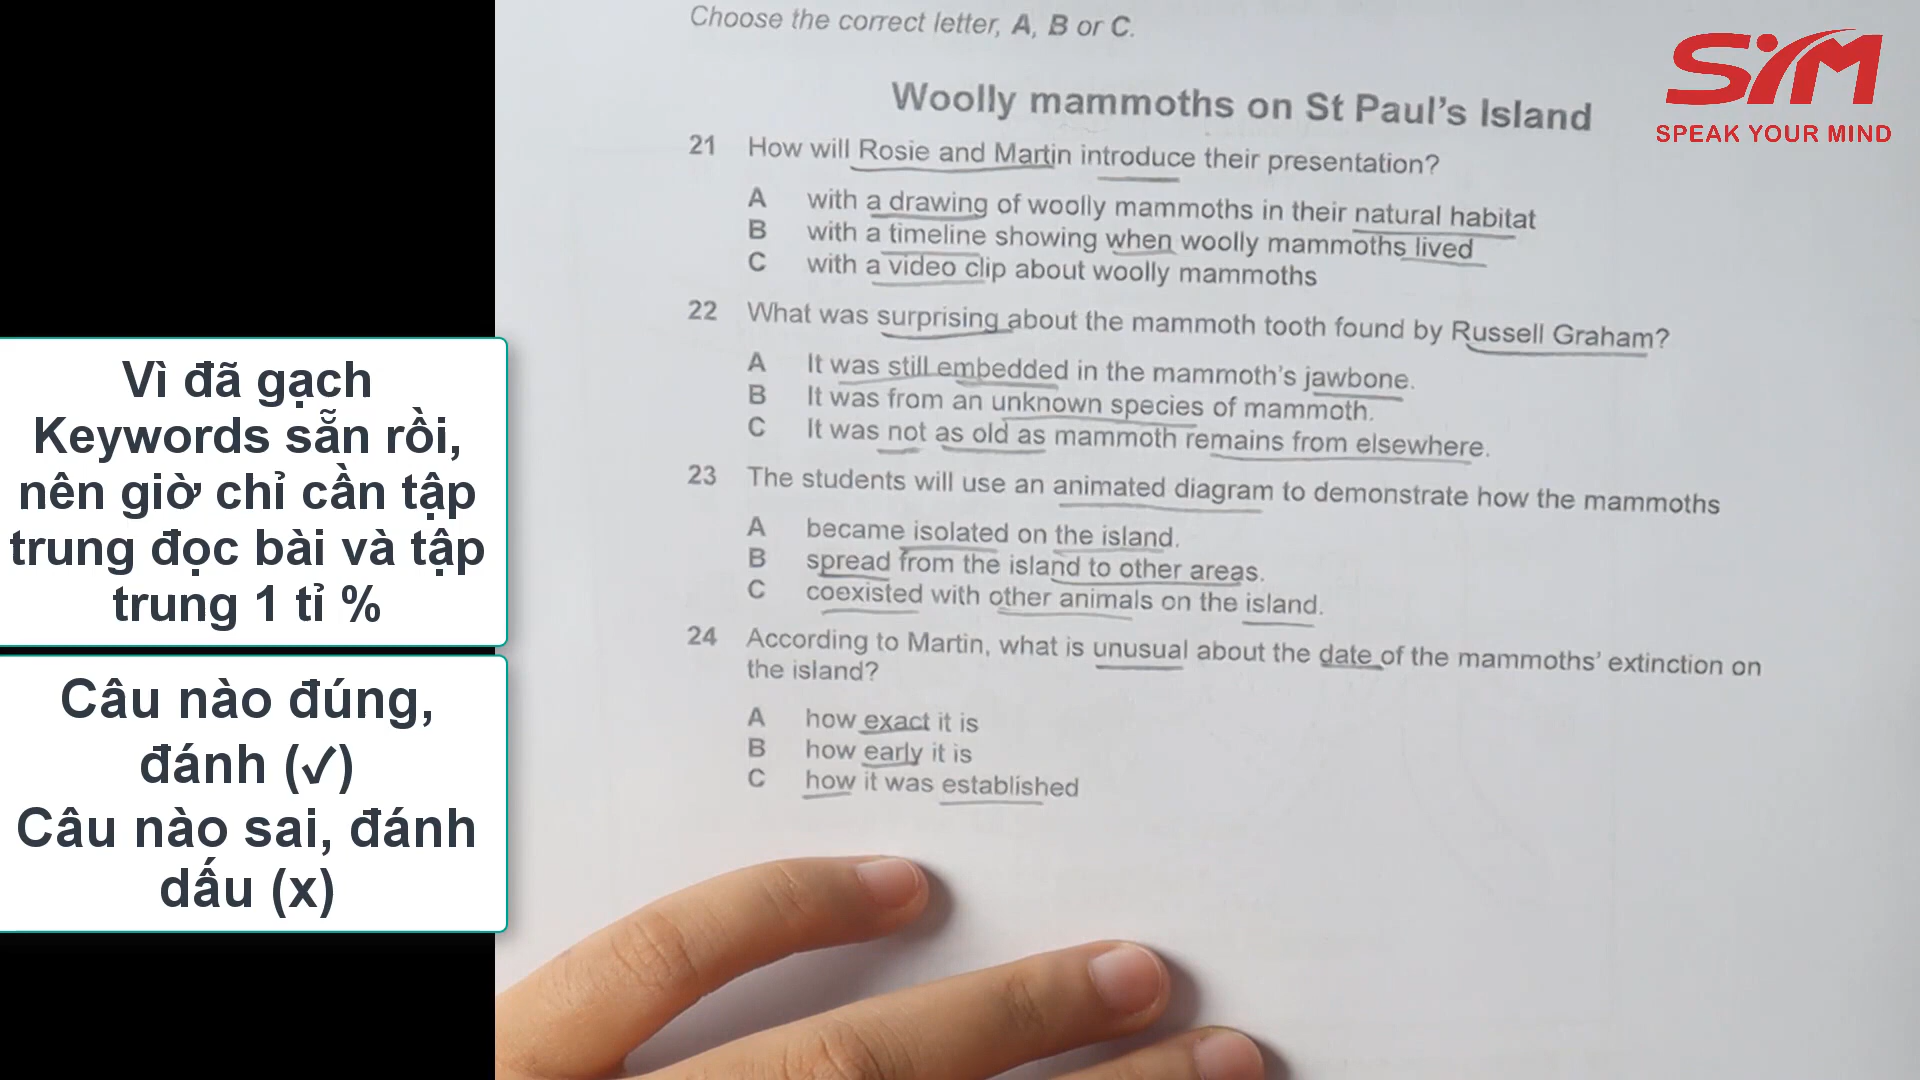 Choose the correct letter, A, B or C.
SIM
SPEAK YOUR MIND
Woolly mammoths on St Paul's Island
21 How will Rosie and Martin introduce their presentation?
A with a drawing of woolly mammoths in their natural habitat
B with a timeline showing when woolly mammoths lived
C with a video clip about woolly mammoths
22 What was surprising about the mammoth tooth found by Russell Graham?
A It was still embedded in the mammoth's jawbone.
B It was from an unknown species of mammoth.
C It was not as old as mammoth remains from elsewhere.
23 The students will use an animated diagram to demonstrate how the mammoths
A became isolated on the island.
B spread from the island to other areas.
C coexisted with other animals on the island.
24 According to Martin, what is unusual about the date of the mammoths' extinction on
the island?
A how exact it is
B how early it is
C how it was established
Vì đã gạch
Keywords sẵn rồi,
nên giờ chỉ cần tập
trung đọc bài và tập
trung 1 tỉ %
Câu nào đúng,
đánh (✓)
Câu nào sai, đánh
dấu (x)